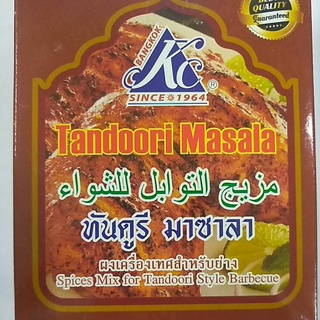 QUALITY
Guaranteed
BANGKOK
KC
SINCE 1964
®
Tandoori Masala
مزيج التوابل للشواء
ทันดูรี มาซาลา
ผงเครื่องเทศสำหรับย่าง
Spices Mix for Tandoori Style Barbecue